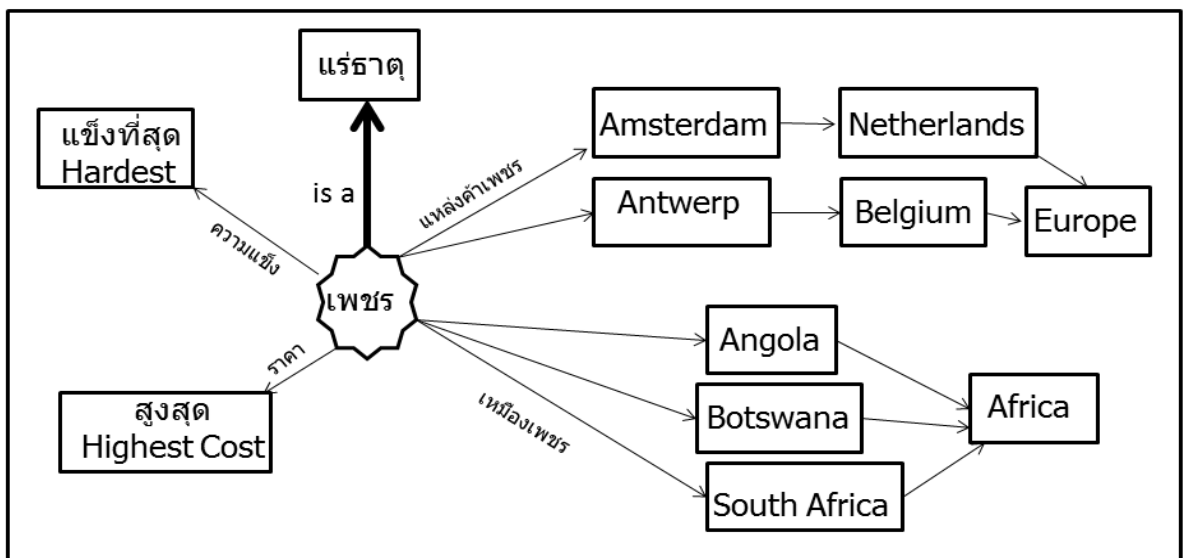 แร่ธาตุ
แข็งที่สุด
Hardest
is a
แหล่งค้าเพชร
Amsterdam
Netherlands
Antwerp
Belgium
Europe
ความแข็ง
เพชร
ราคา
สูงสุด
Highest Cost
เหมืองเพชร
Angola
Botswana
South Africa
Africa